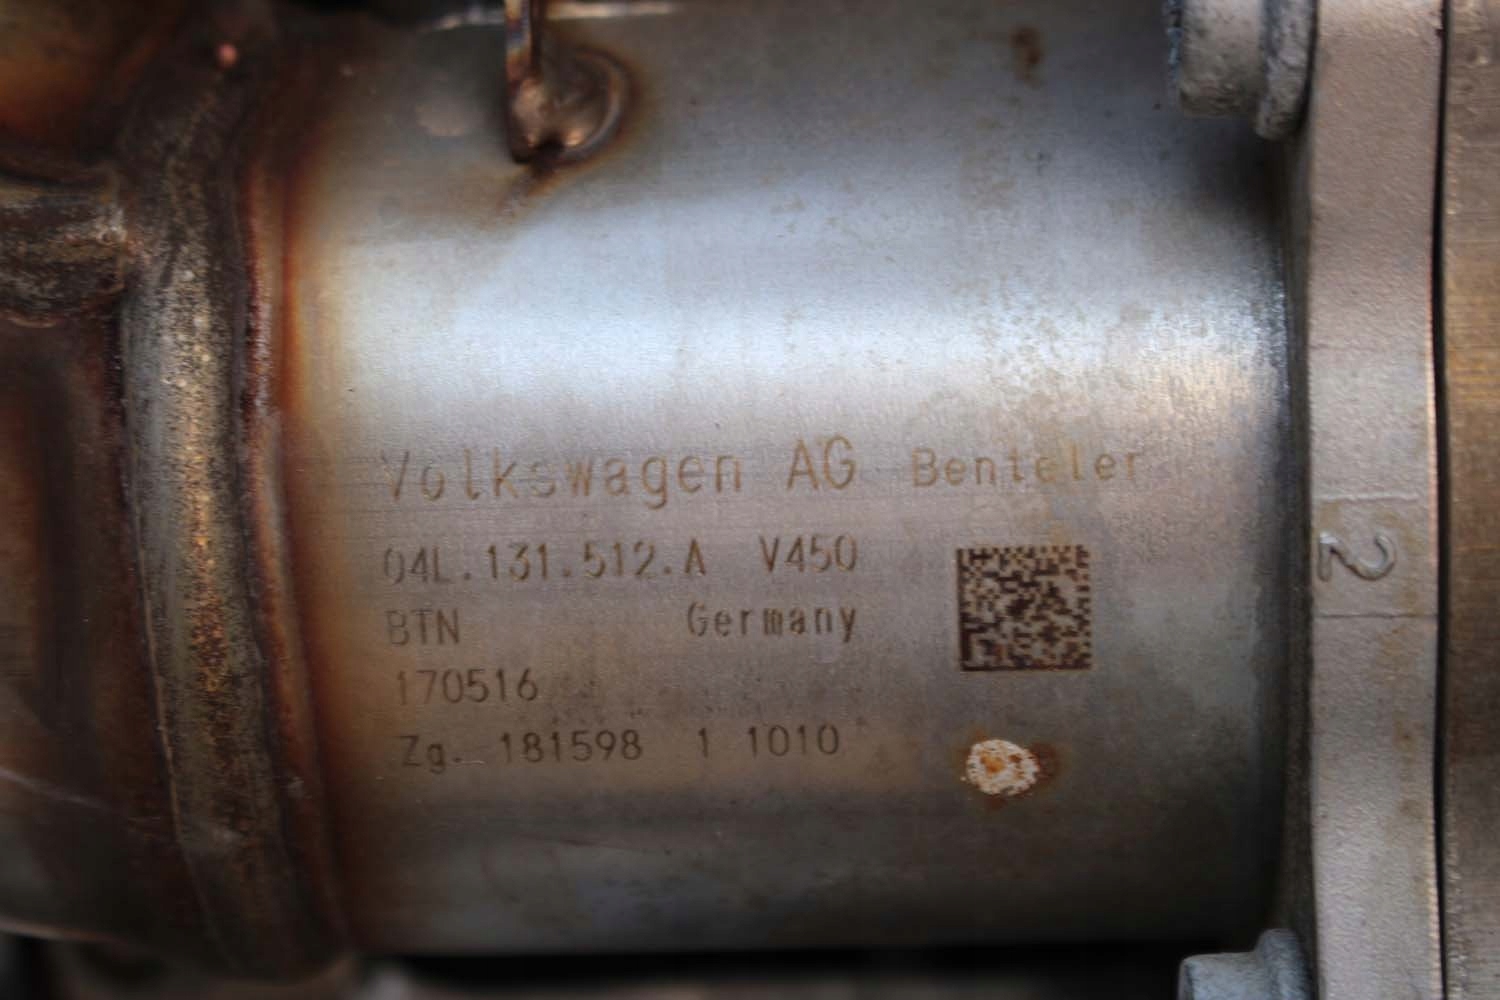 Volkswagen AG Benteler
04L.131.512.A V450
BTN Germany
170516
Zg. 181598 1 1010
2